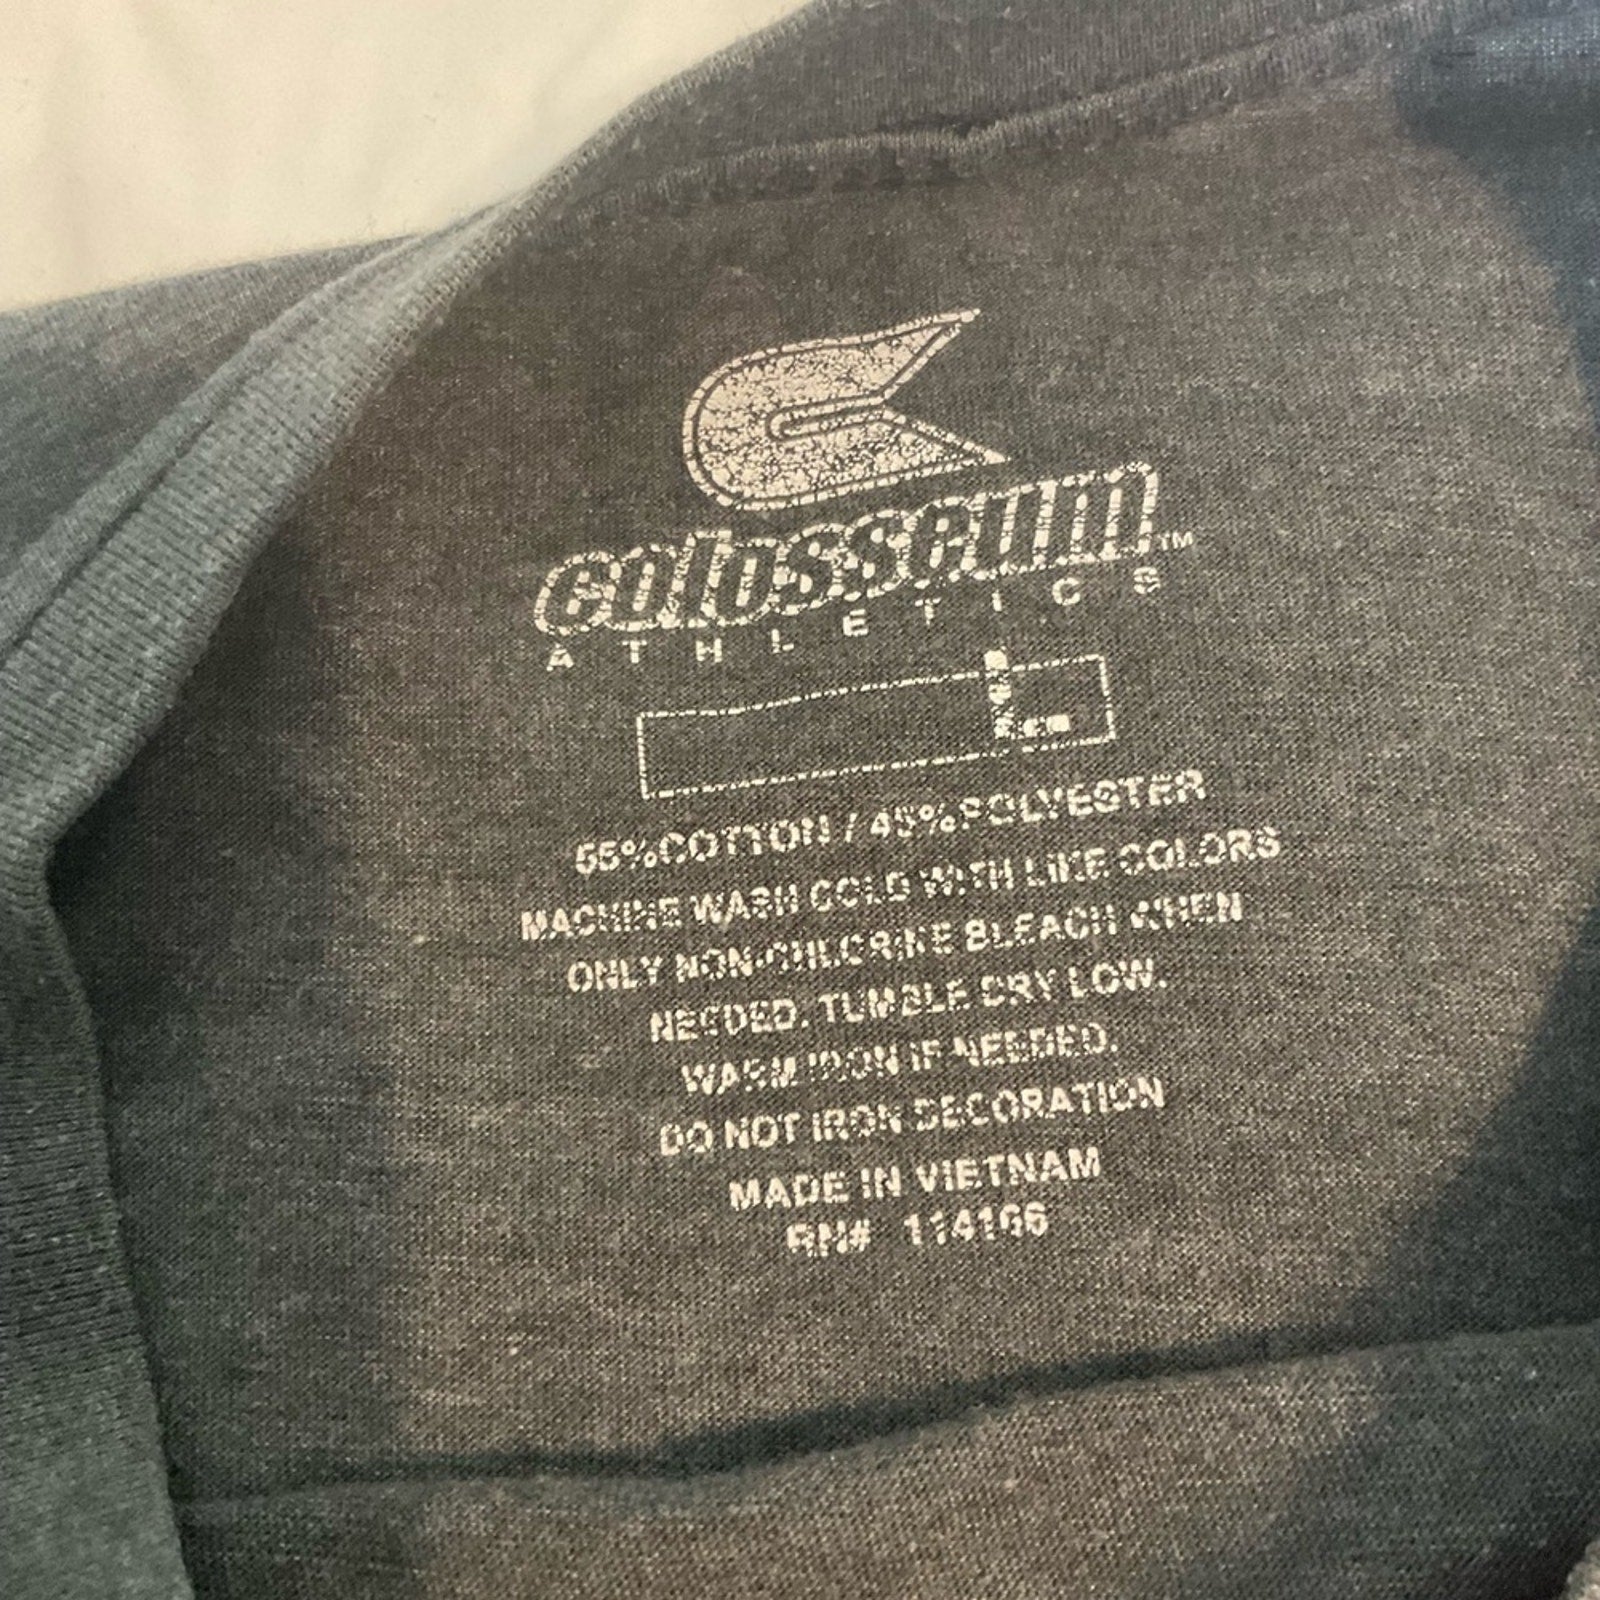 colosseum™
ATHLETICS
L
55%COTTON / 45%POLYESTER
MACHINE WASH COLD WITH LIKE COLORS
ONLY NON-CHLORINE BLEACH WHEN
NEEDED. TUMBLE DRY LOW.
WARM IRON IF NEEDED.
DO NOT IRON DECORATION
MADE IN VIETNAM
RN# 114166